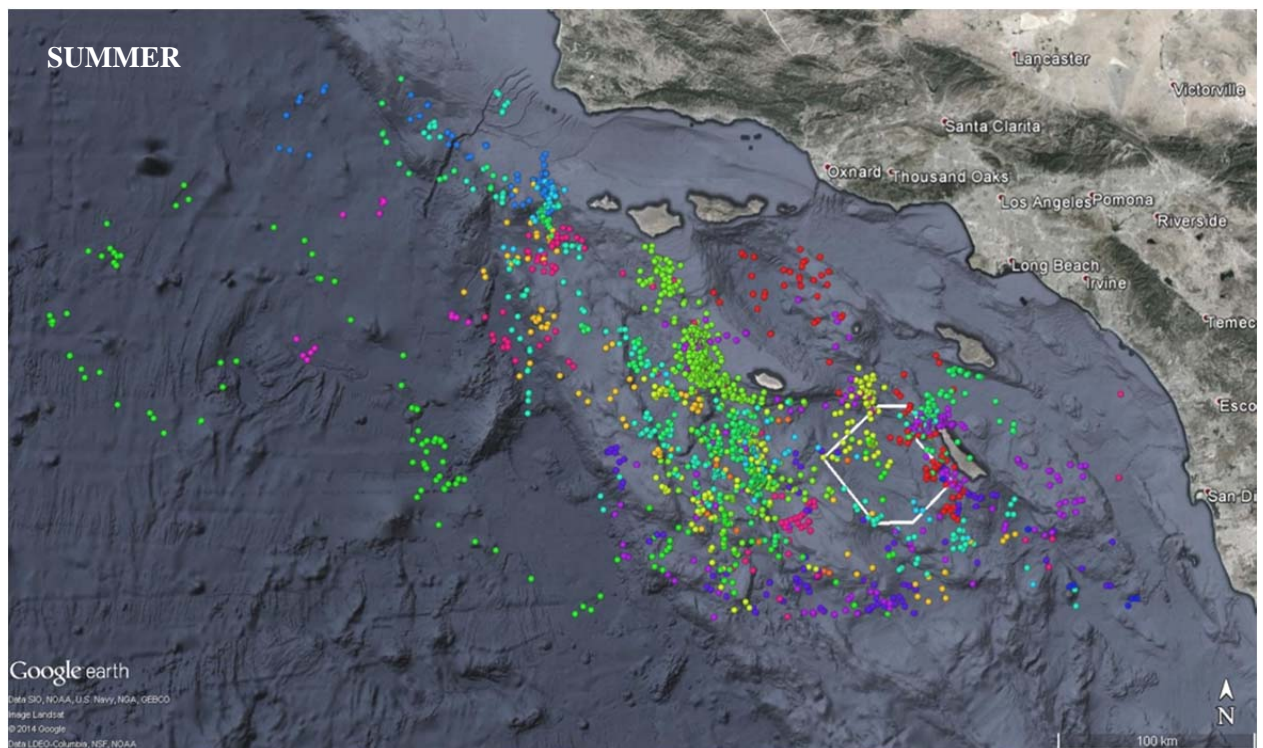 SUMMER
Lancaster
Victorville
Santa Clarita
Oxnard
Thousand Oaks
Los Angeles
Pomona
Riverside
Long Beach
Irvine
Temec
Esco
San Di
Google earth
Data SIO, NOAA, U.S. Navy, NGA, GEBCO
Image Landsat
© 2014 Google
Data LDEO-Columbia, NSF, NOAA
N
100 km